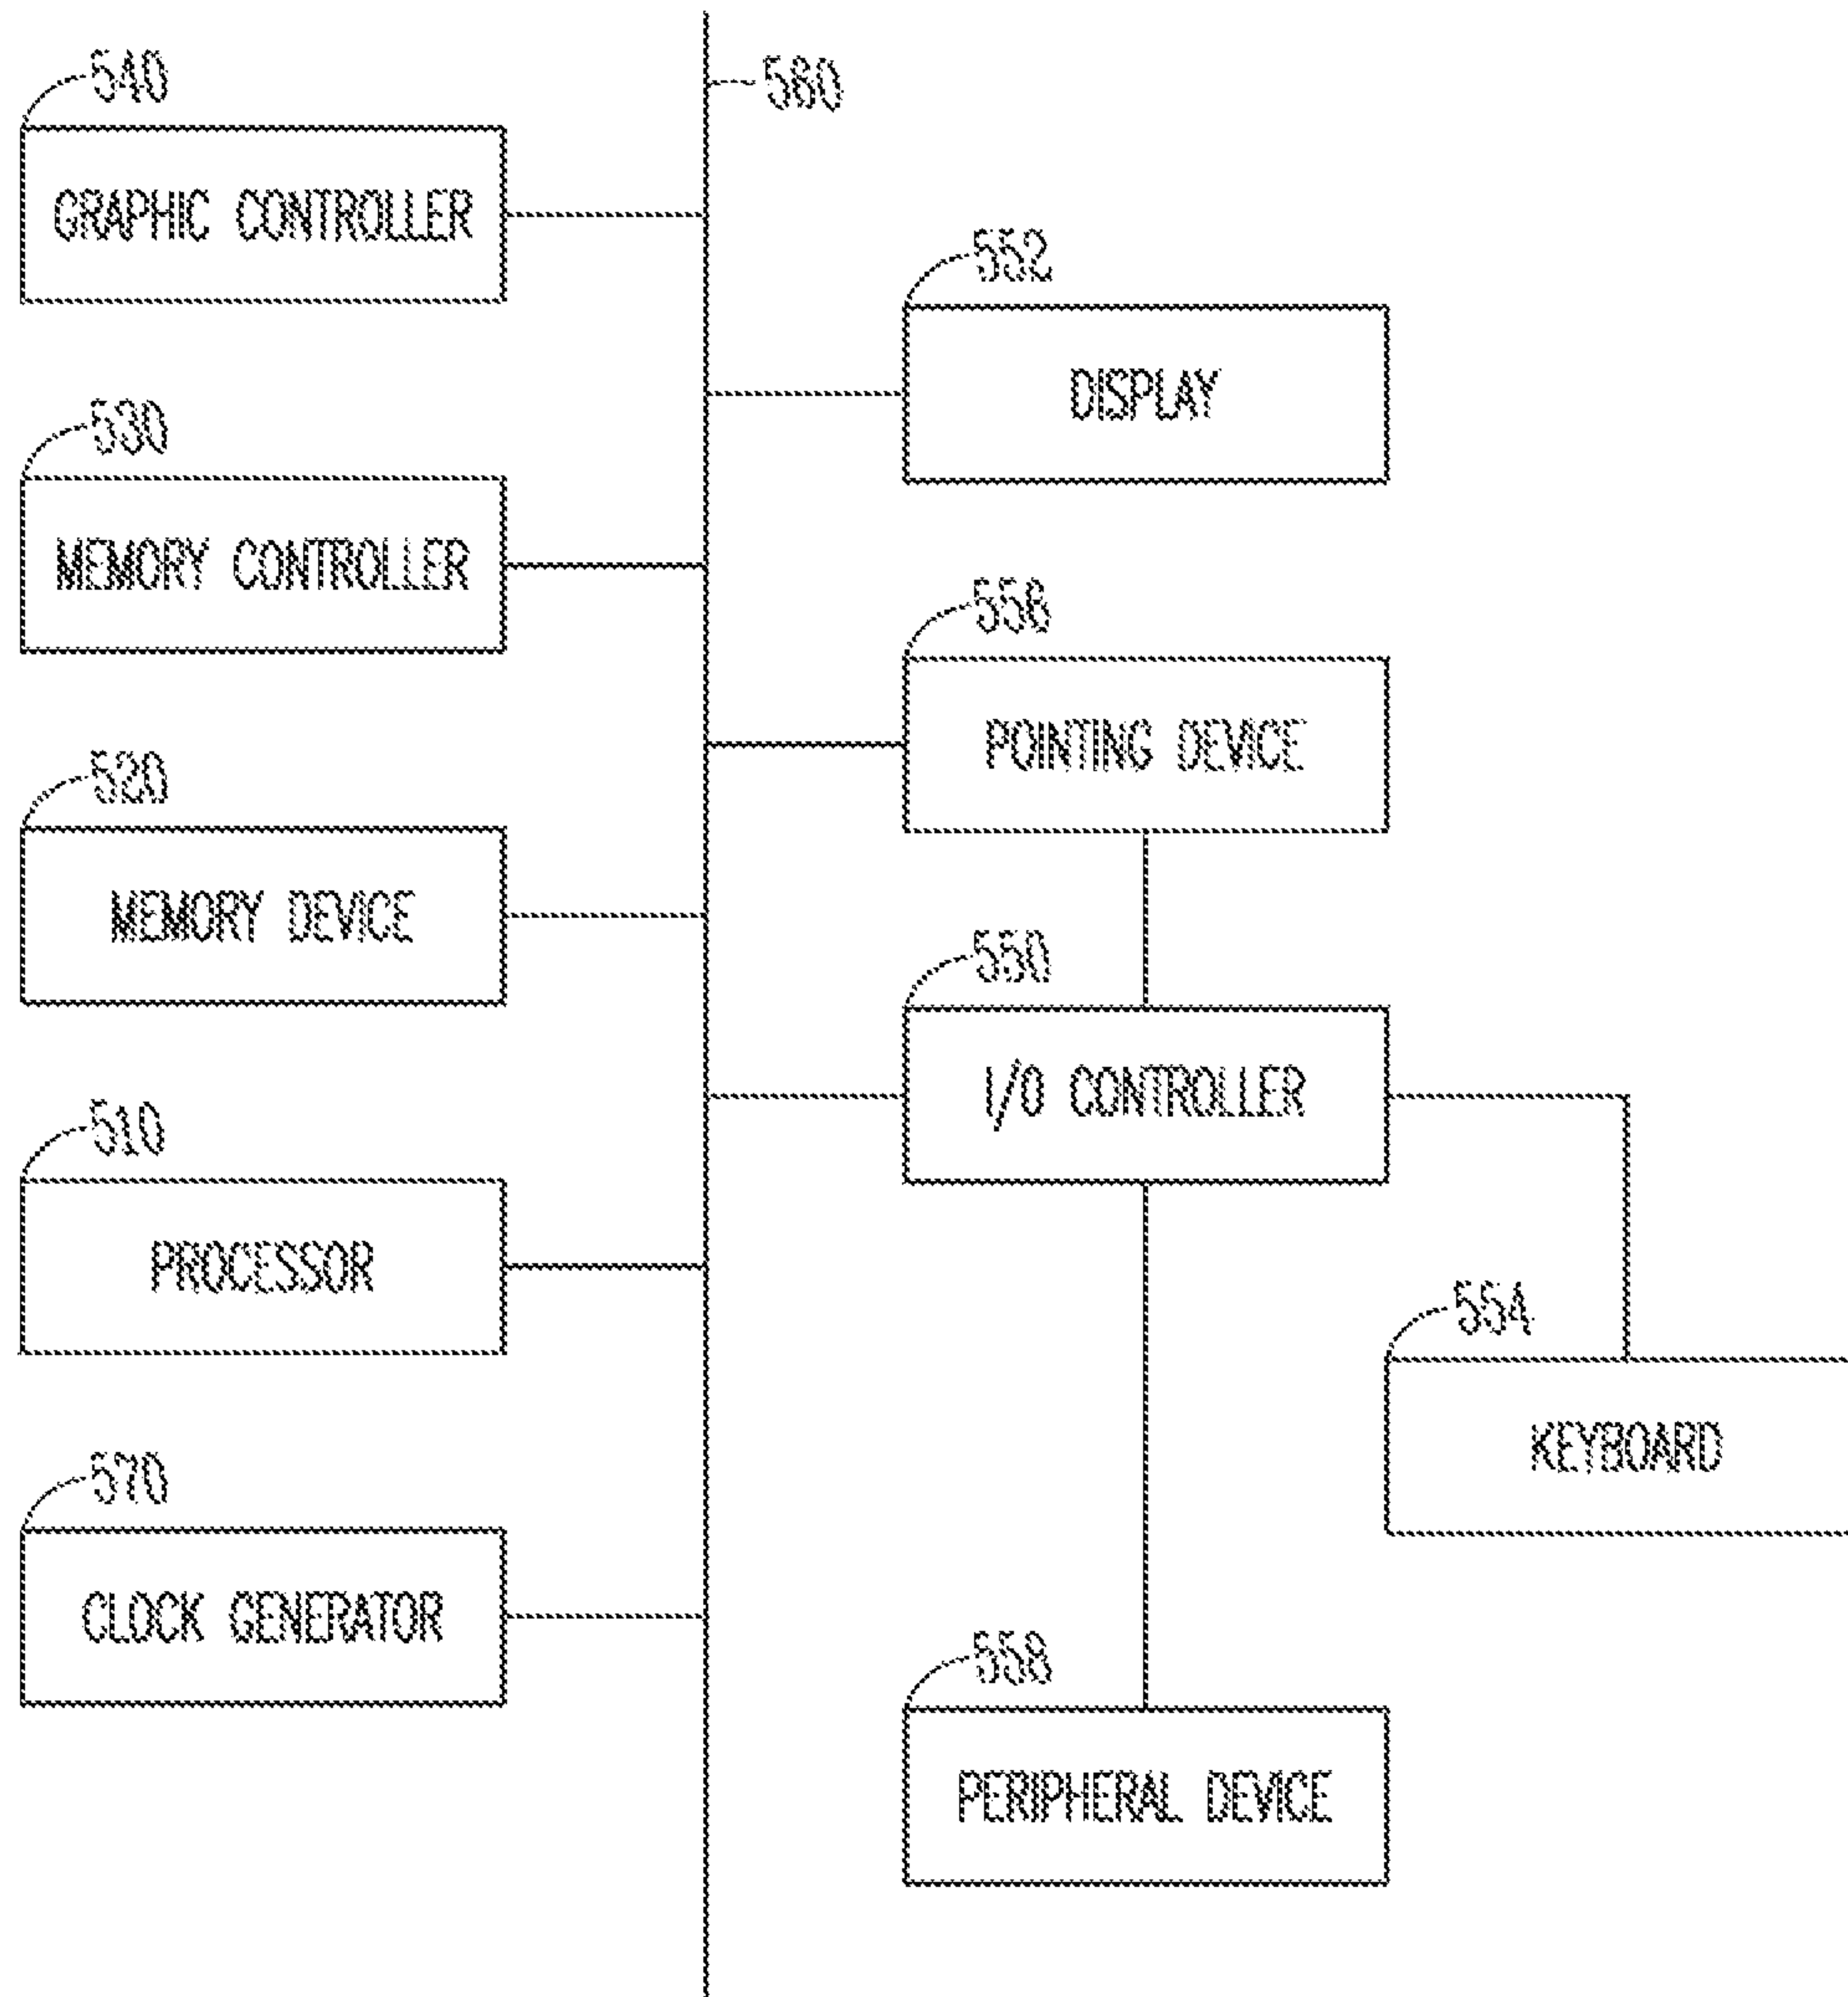 540
GRAPHIC CONTROLLER
530
MEMORY CONTROLLER
520
MEMORY DEVICE
510
PROCESSOR
570
CLOCK GENERATOR
560
552
DISPLAY
556
POINTING DEVICE
550
I/O CONTROLLER
554
KEYBOARD
558
PERIPHERAL DEVICE